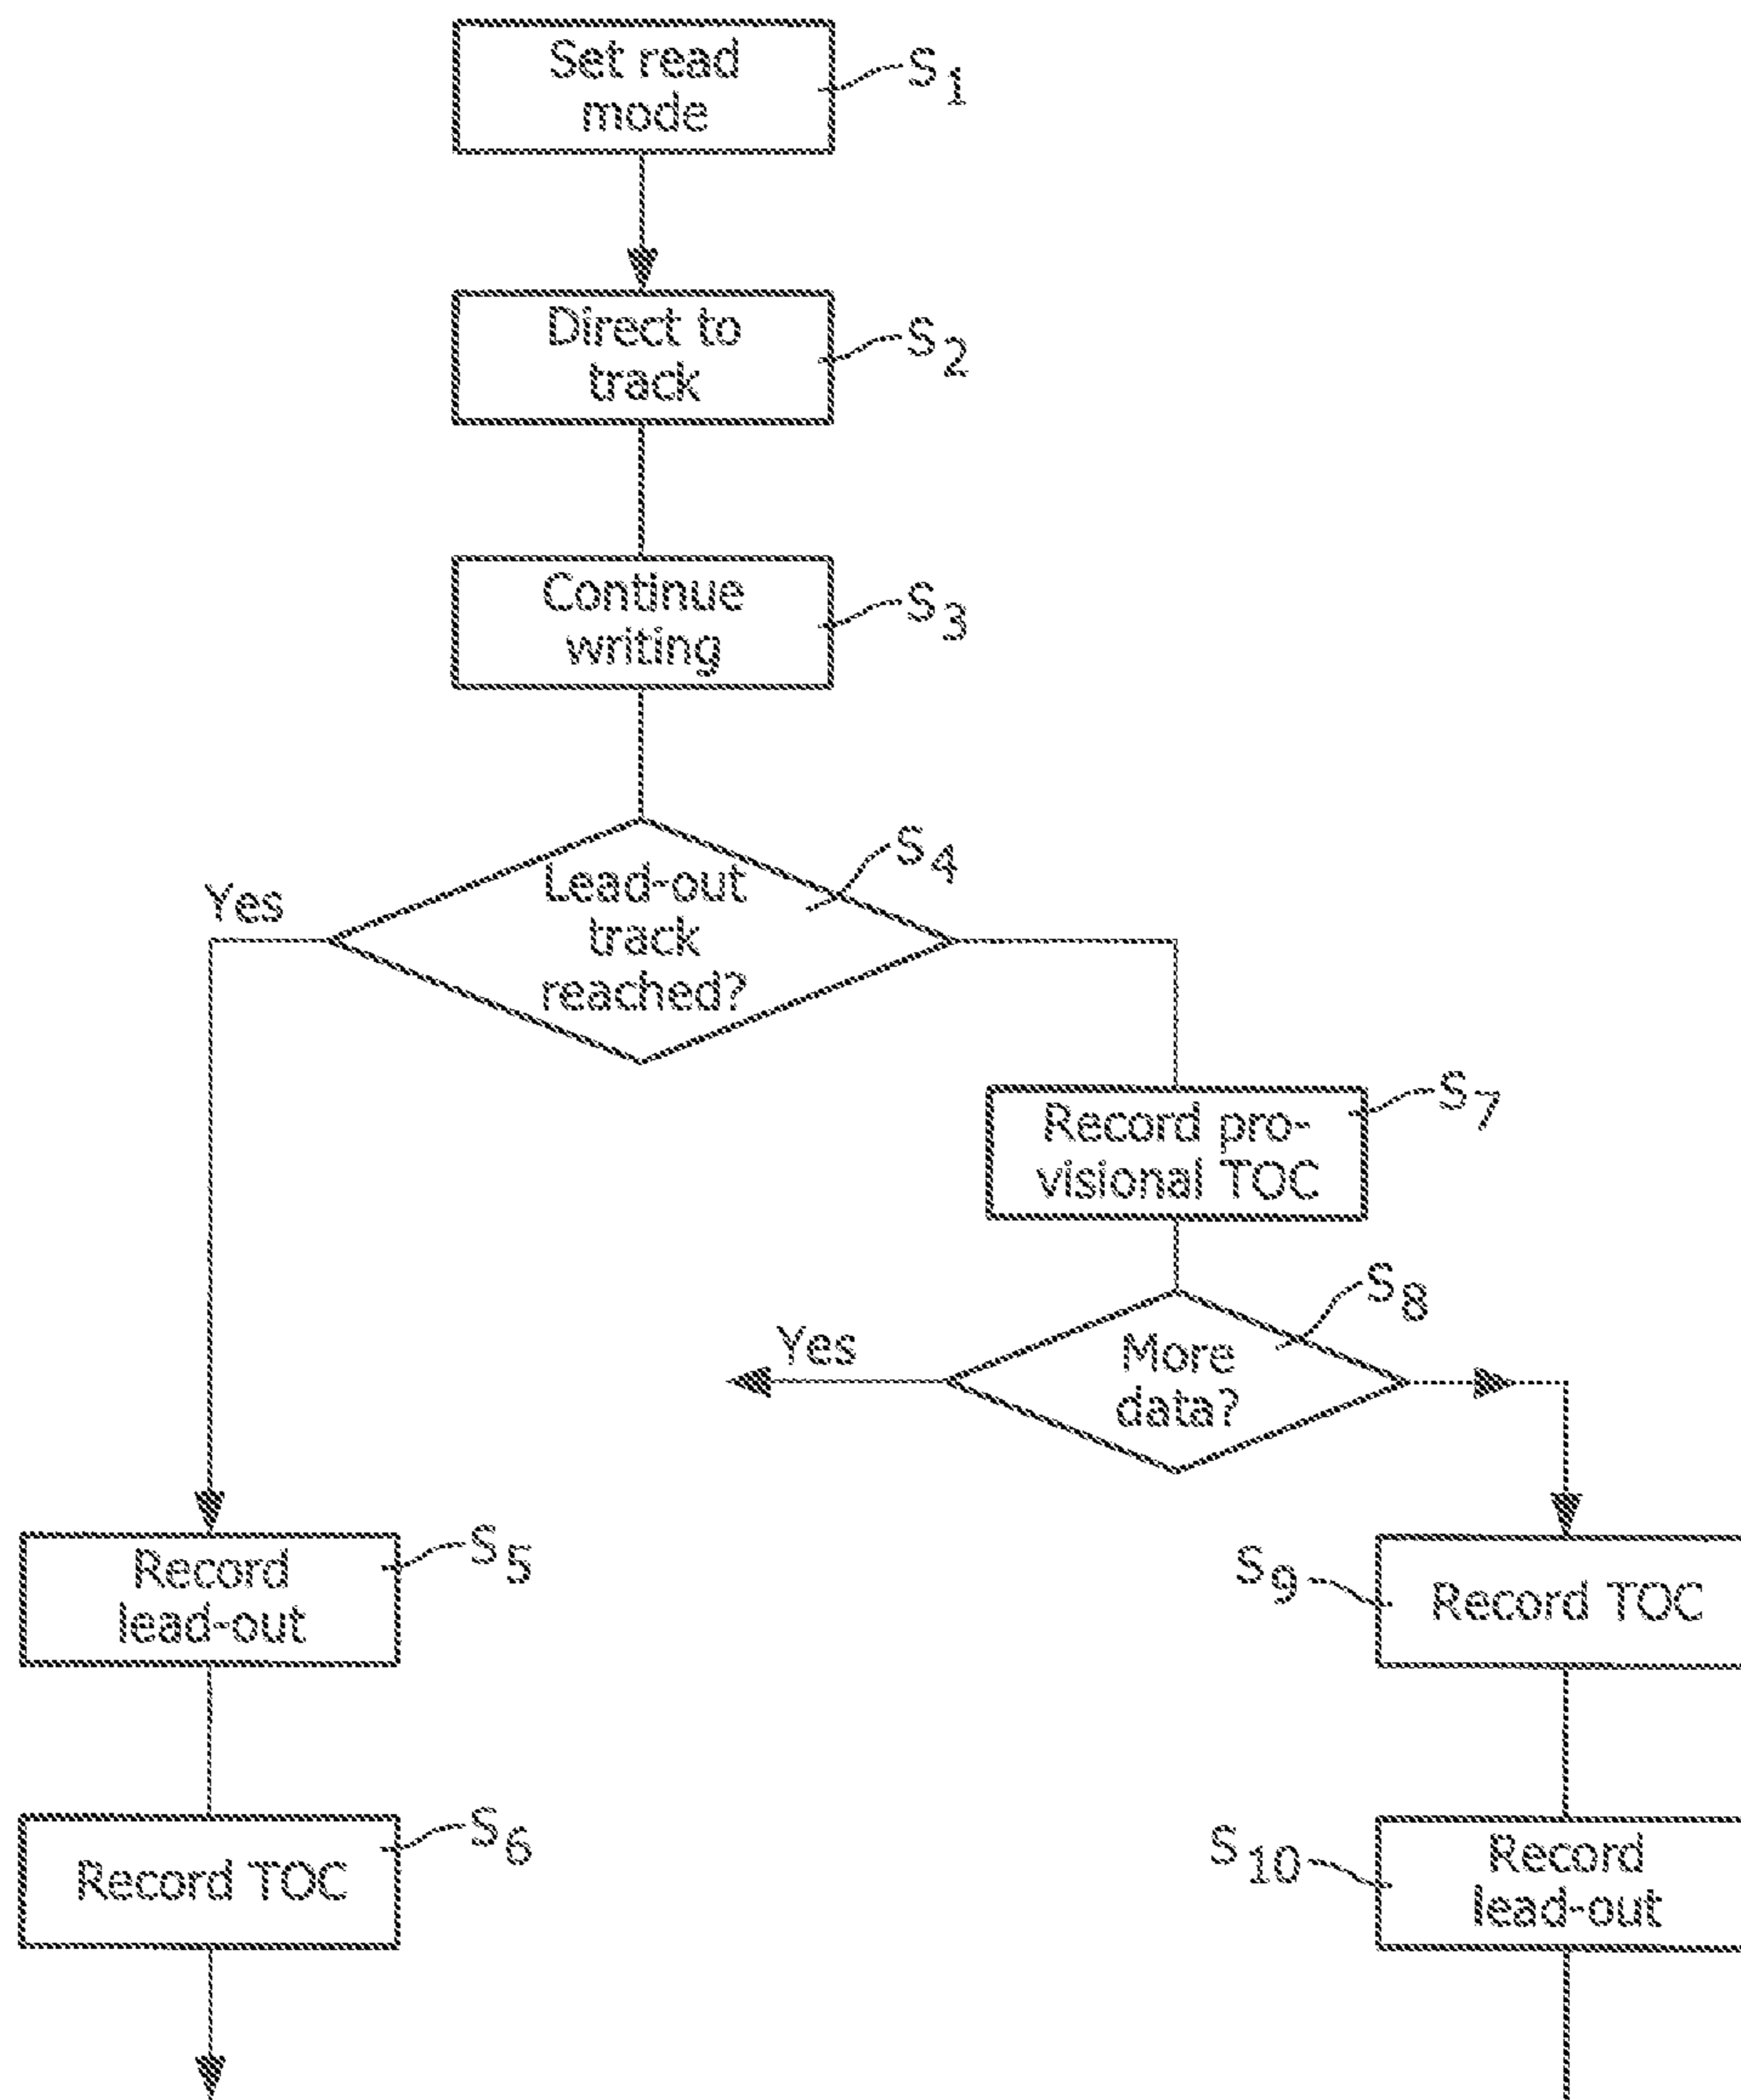 Set read
mode
S1
Direct to
track
S2
Continue
writing
S3
Lead-out
track
reached?
S4
Yes
Record pro-
visional TOC
S7
More
data?
S8
Yes
Record
lead-out
S5
S9
Record TOC
Record TOC
S6
S10
Record
lead-out